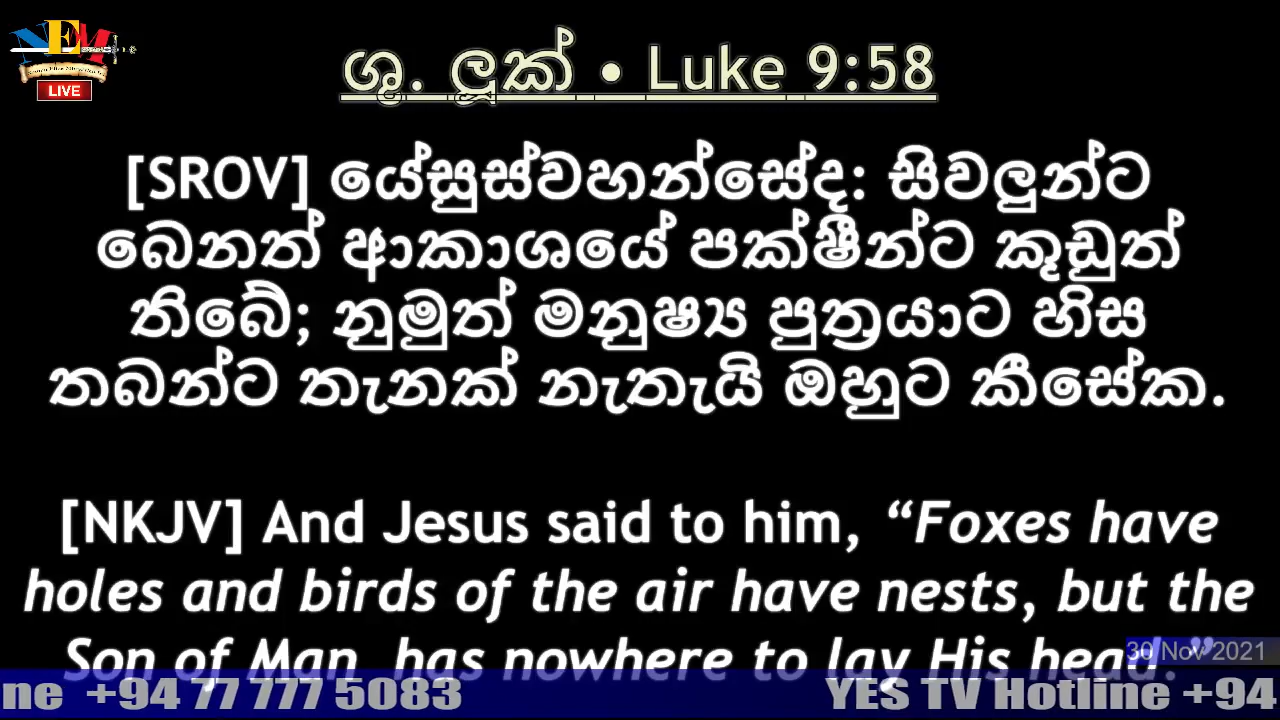 NEM
LIVE
ශු. ලූක් • Luke 9:58
[SROV] යේසුස්වහන්සේද: සිවලුන්ට
බෙනත් ආකාශයේ පක්ෂීන්ට කූඩුත්
තිබේ; නුමුත් මනුෂ්‍ය පුත්‍රයාට හිස
තබන්ට තැනක් නැතැයි ඔහුට කීසේක.
[NKJV] And Jesus said to him, “Foxes have
holes and birds of the air have nests, but the
Son of Man has nowhere to lay His head.”
30 Nov 2021
ne +94 77 777 5083 YES TV Hotline +94